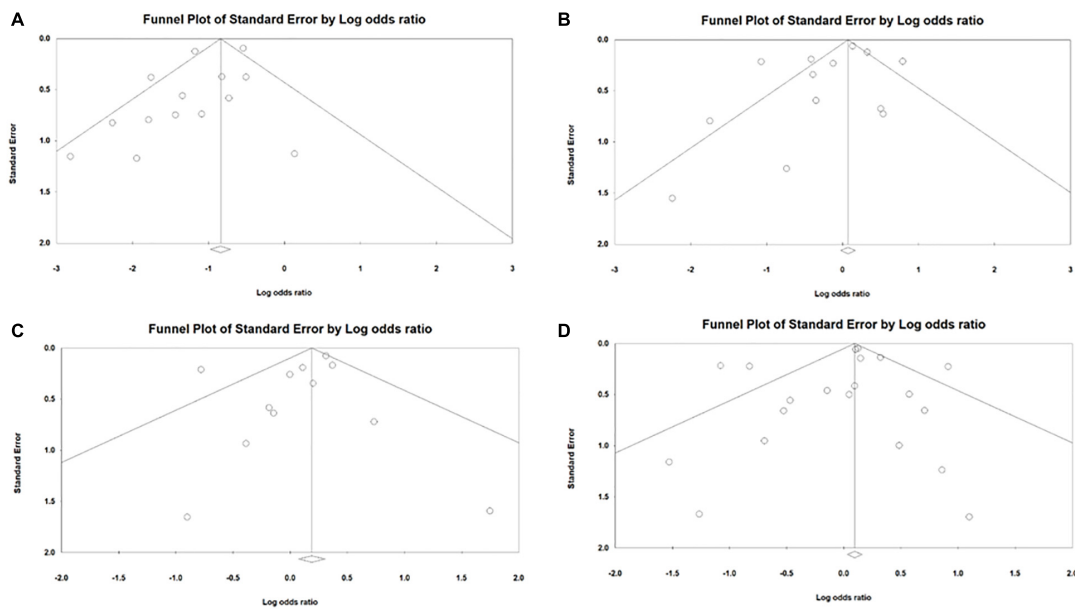 A
Funnel Plot of Standard Error by Log odds ratio
0.0
0.5
1.0
1.5
2.0
Standard Error
-3 -2 -1 0 1 2 3
Log odds ratio
B
Funnel Plot of Standard Error by Log odds ratio
0.0
0.5
1.0
1.5
2.0
Standard Error
-3 -2 -1 0 1 2 3
Log odds ratio
C
Funnel Plot of Standard Error by Log odds ratio
0.0
0.5
1.0
1.5
2.0
Standard Error
-2.0 -1.5 -1.0 -0.5 0.0 0.5 1.0 1.5 2.0
Log odds ratio
D
Funnel Plot of Standard Error by Log odds ratio
0.0
0.5
1.0
1.5
2.0
Standard Error
-2.0 -1.5 -1.0 -0.5 0.0 0.5 1.0 1.5 2.0
Log odds ratio